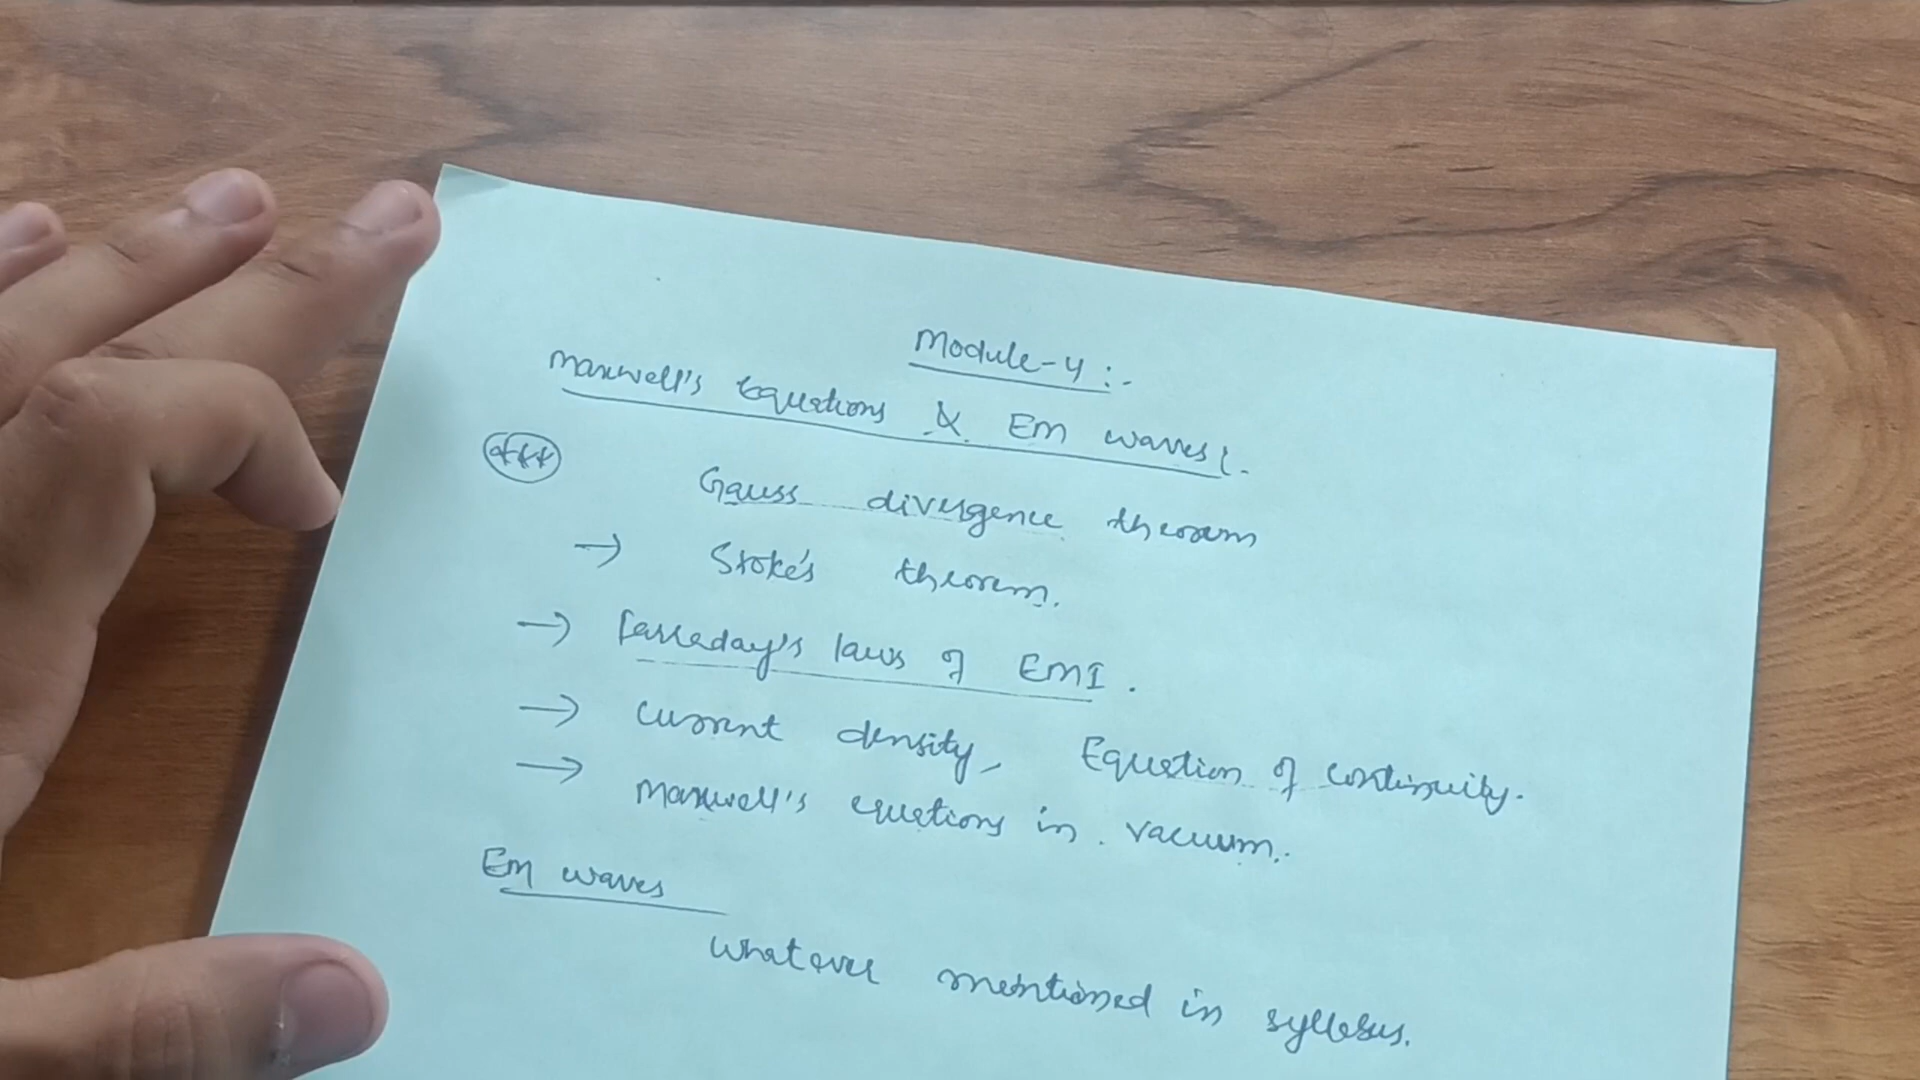 Module-4 :-
Maxwell's Equations & EM waves :-
*** Gauss divergence theorem
→ Stoke's theorem.
→ Farraday's laws of EMI.
→ Current density, Equation of continuity.
→ Maxwell's equations in vacuum.
EM waves
Whatever mentioned in syllabus.